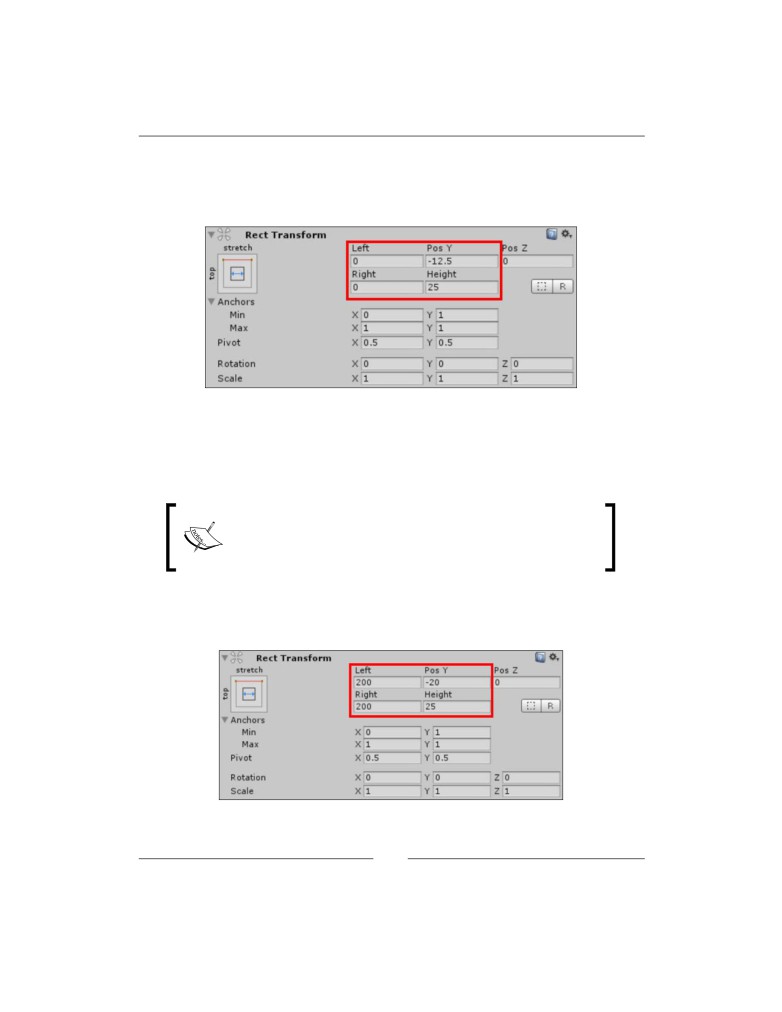 Rect Transform
stretch
Left Pos Y Pos Z
top
0 -12.5 0
Right Height
0 25 R
Anchors
Min X 0 Y 1
Max X 1 Y 1
Pivot X 0.5 Y 0.5
Rotation X 0 Y 0 Z 0
Scale X 1 Y 1 Z 1
Rect Transform
stretch
Left Pos Y Pos Z
top
200 -20 0
Right Height
200 25 R
Anchors
Min X 0 Y 1
Max X 1 Y 1
Pivot X 0.5 Y 0.5
Rotation X 0 Y 0 Z 0
Scale X 1 Y 1 Z 1